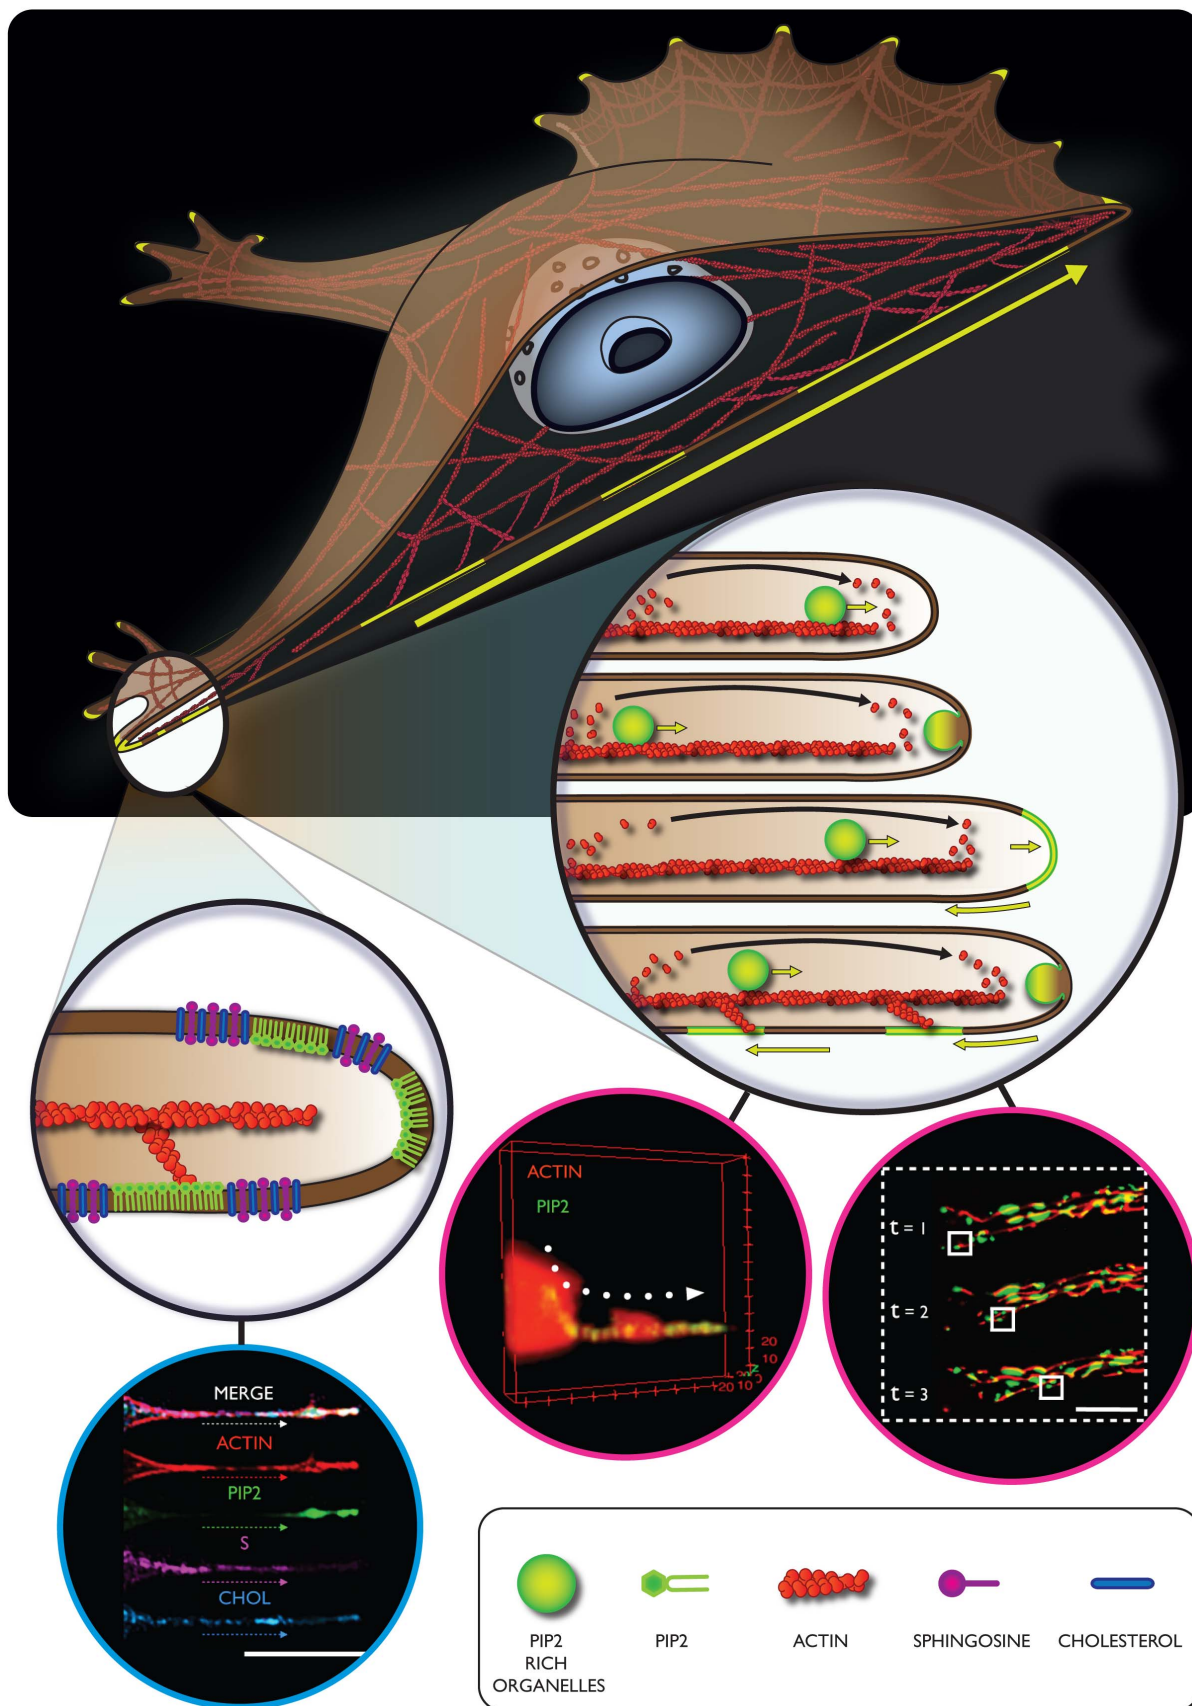 ACTIN
PIP2
20
10
z
20 10
t = 1
t = 2
t = 3
MERGE
ACTIN
PIP2
S
CHOL
PIP2
RICH
ORGANELLES
PIP2
ACTIN
SPHINGOSINE
CHOLESTEROL